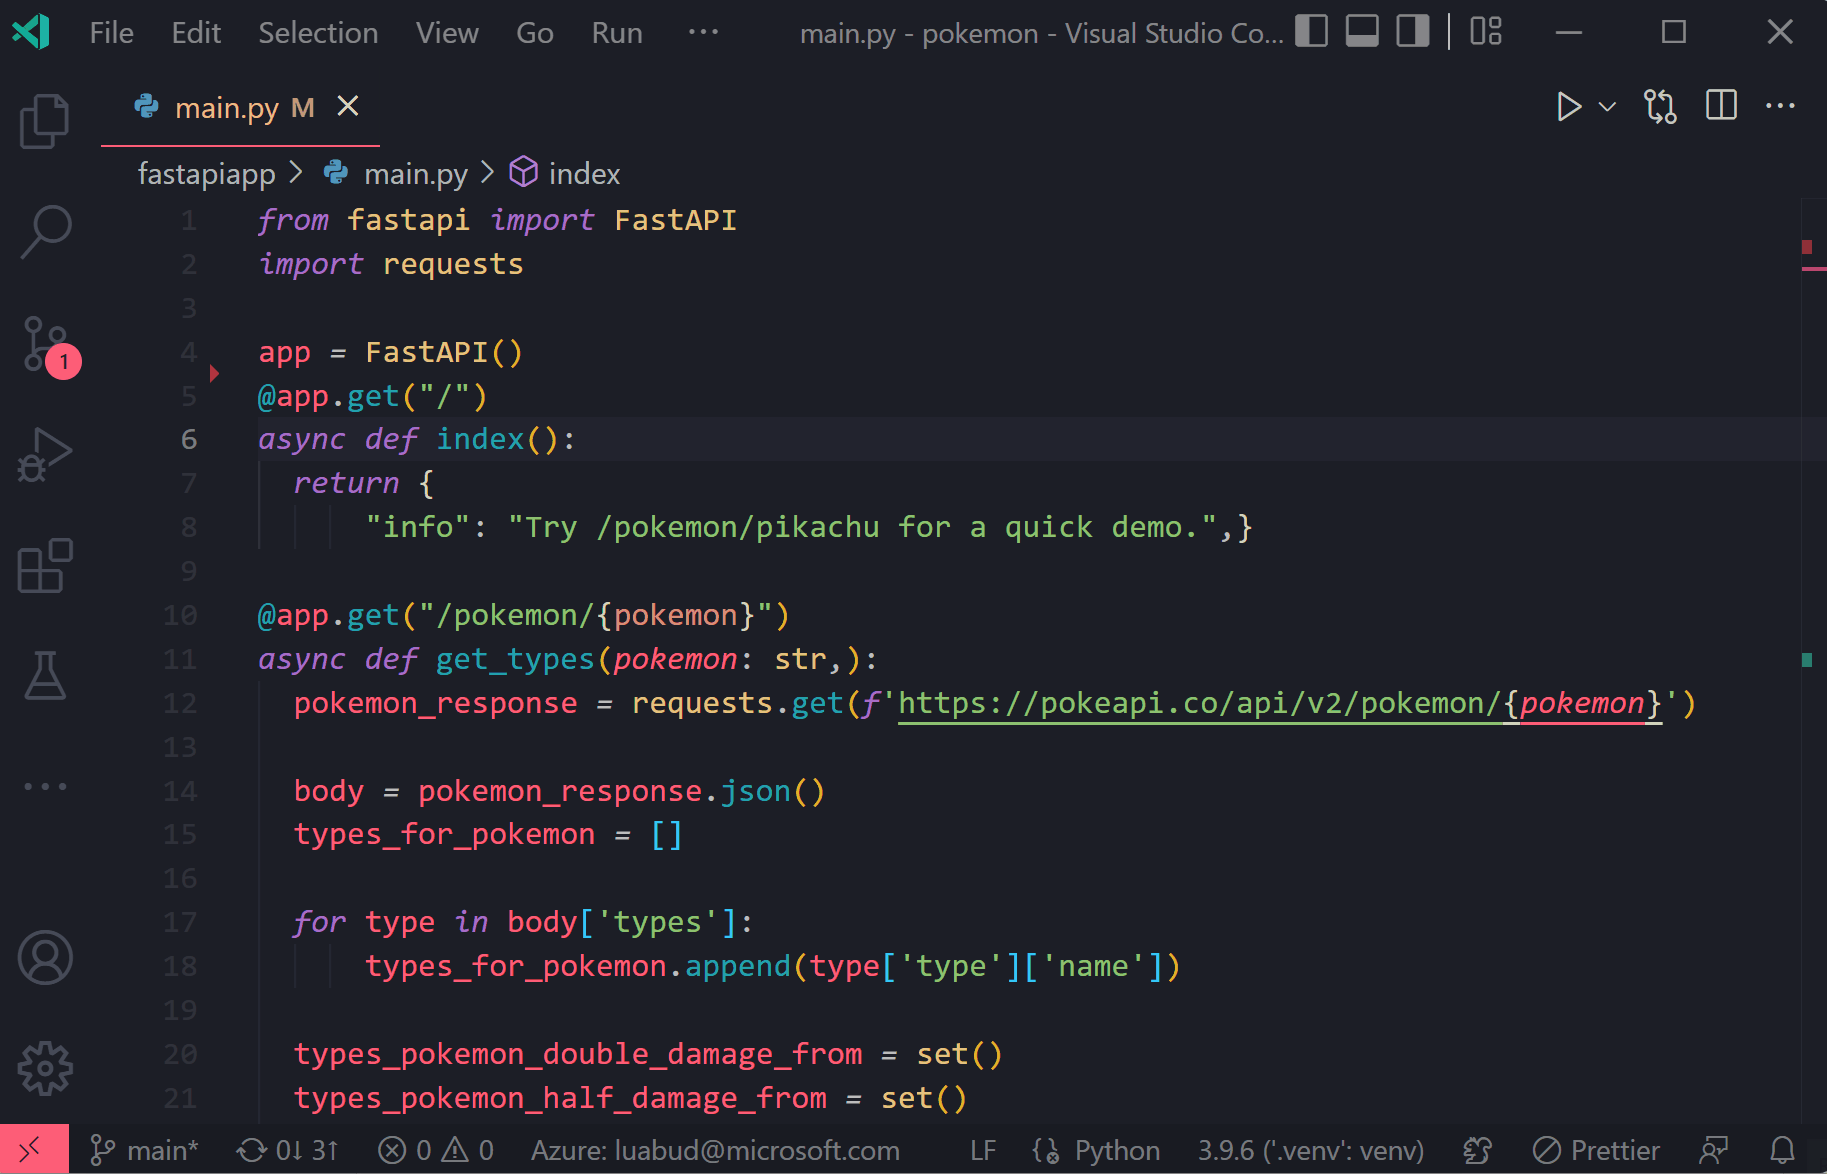 File Edit Selection View Go Run ··· main.py - pokemon - Visual Studio Co...
main.py M
fastapiapp > main.py > index
1 from fastapi import FastAPI
2 import requests
3
4 app = FastAPI()
5 @app.get("/")
6 async def index():
7   return {
8       "info": "Try /pokemon/pikachu for a quick demo.",}
9
10 @app.get("/pokemon/{pokemon}")
11 async def get_types(pokemon: str,):
12   pokemon_response = requests.get(f'https://pokeapi.co/api/v2/pokemon/{pokemon}')
13
14   body = pokemon_response.json()
15   types_for_pokemon = []
16
17   for type in body['types']:
18       types_for_pokemon.append(type['type']['name'])
19
20   types_pokemon_double_damage_from = set()
21   types_pokemon_half_damage_from = set()
1
main* 0↓ 3↑ 0 0 Azure: luabud@microsoft.com LF Python 3.9.6 ('.venv': venv) Prettier